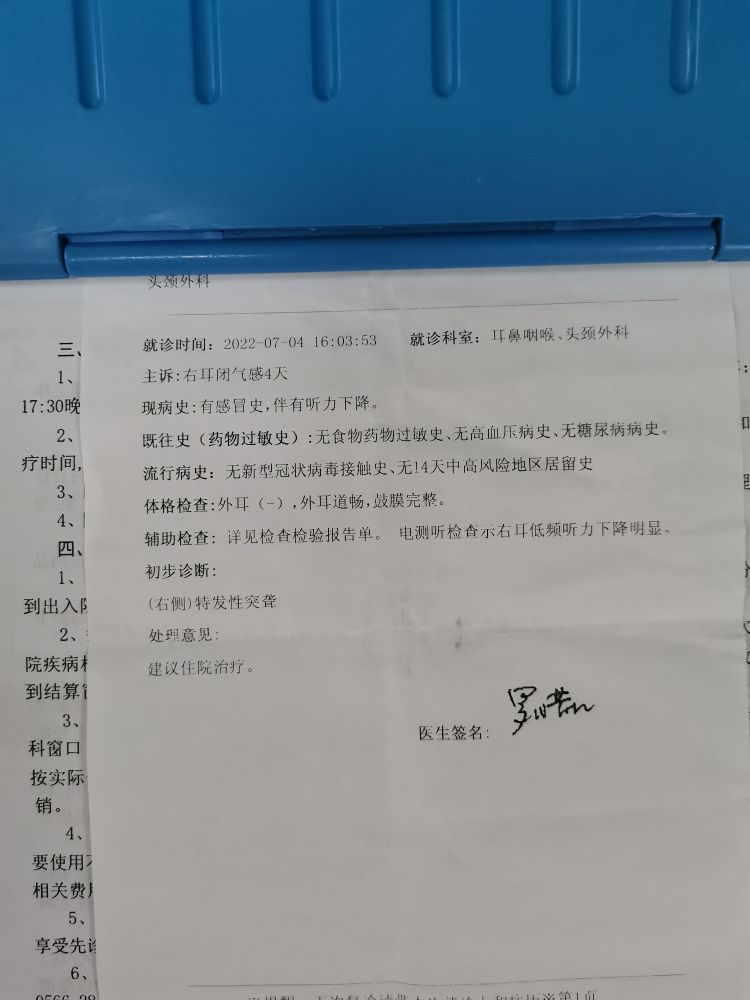 头颈外科
就诊时间: 2022-07-04 16:03:53 就诊科室: 耳鼻咽喉、头颈外科
主诉:右耳闭气感4天
现病史:有感冒史,伴有听力下降。
既往史（药物过敏史）:无食物药物过敏史、无高血压病史、无糖尿病病史。
流行病史: 无新型冠状病毒接触史、无14天中高风险地区居留史
体格检查:外耳（-）,外耳道畅,鼓膜完整。
辅助检查: 详见检查检验报告单。 电测听检查示右耳低频听力下降明显。
初步诊断:
(右侧)特发性突聋
处理意见:
建议住院治疗。
医生签名:
第1页
三、
1、
17:30晚
2、
疗时间,
3、
4、
四、
1、
到出入院
2、
院疾病
到结算
3、
科窗口
按实际
销。
4、
要使用不
相关费用
5、
享受先诊
6、